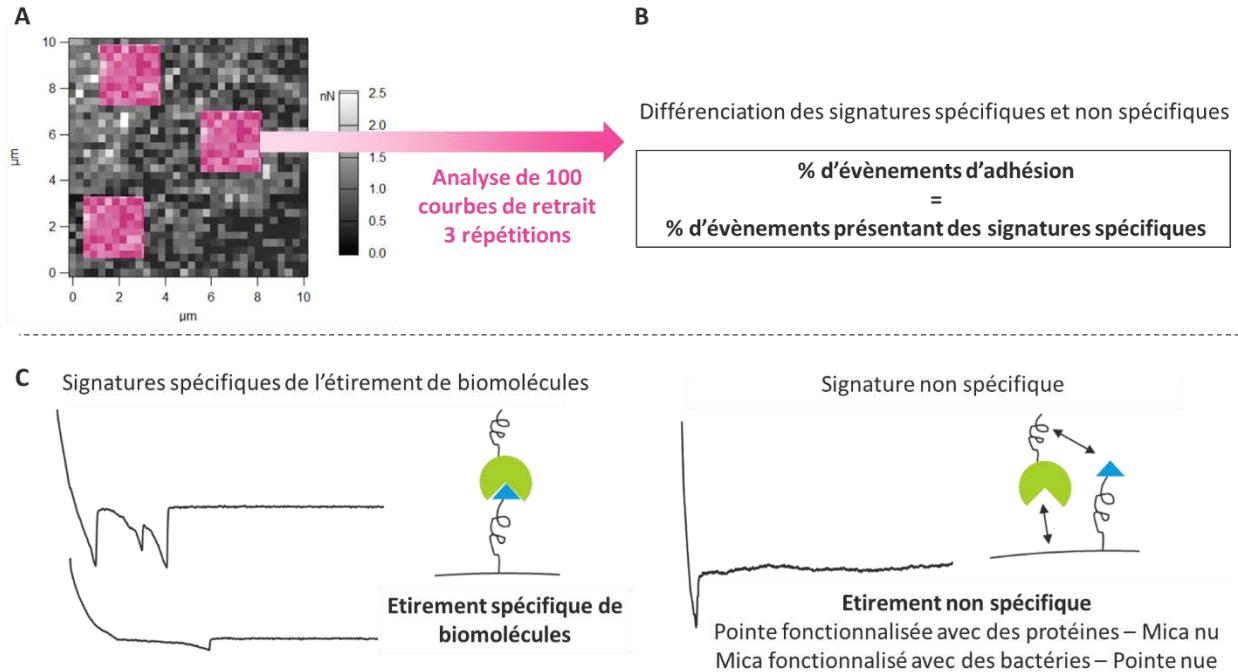 A
10
8
6
4
2
0
µm
0
2
4
6
8
10
µm
nN
2.5
2.0
1.5
1.0
0.5
0.0
Analyse de 100
courbes de retrait
3 répétitions
B
Différenciation des signatures spécifiques et non spécifiques
% d’évènements d’adhésion
=
% d’évènements présentant des signatures spécifiques
C
Signatures spécifiques de l’étirement de biomolécules
Etirement spécifique de
biomolécules
Signature non spécifique
Etirement non spécifique
Pointe fonctionnalisée avec des protéines – Mica nu
Mica fonctionnalisé avec des bactéries – Pointe nue